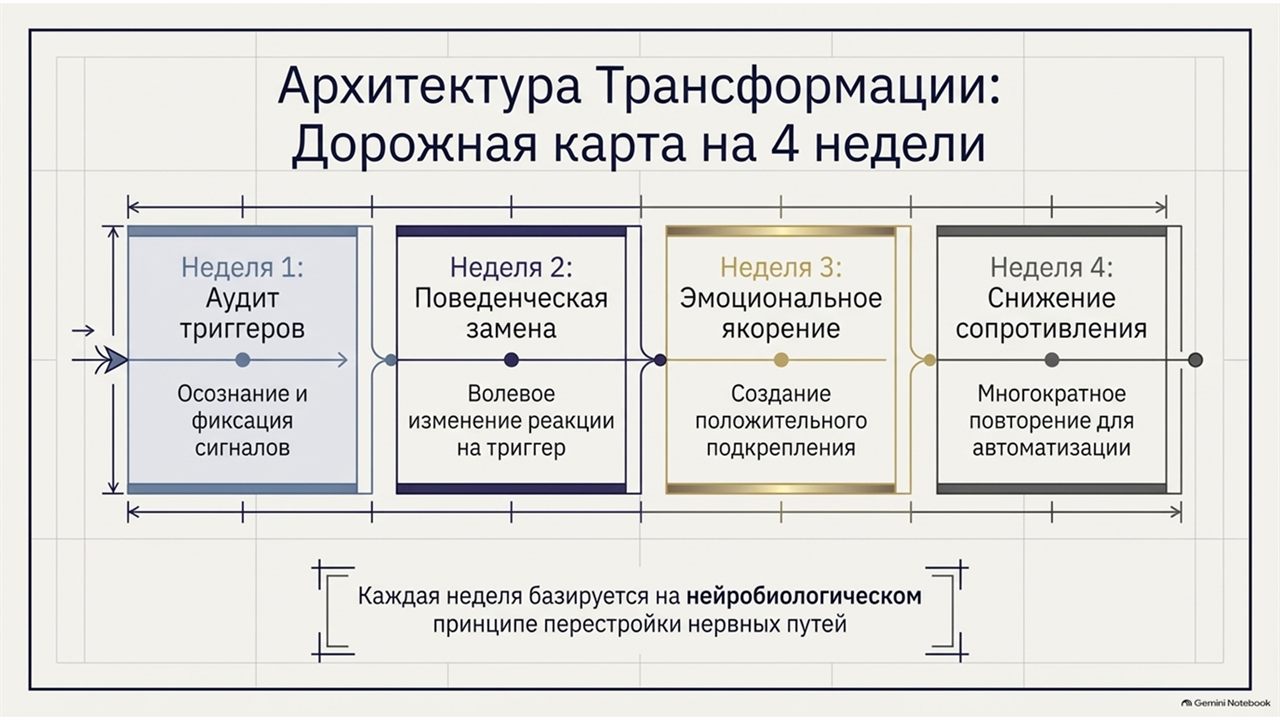 Архитектура Трансформации:
Дорожная карта на 4 недели
Неделя 1:
Аудит
триггеров
Осознание и
фиксация
сигналов
Неделя 2:
Поведенческая
замена
Волевое
изменение реакции
на триггер
Неделя 3:
Эмоциональное
якорение
Создание
положительного
подкрепления
Неделя 4:
Снижение
сопротивления
Многократное
повторение для
автоматизации
Каждая неделя базируется на нейробиологическом
принципе перестройки нервных путей
Gemini Notebook